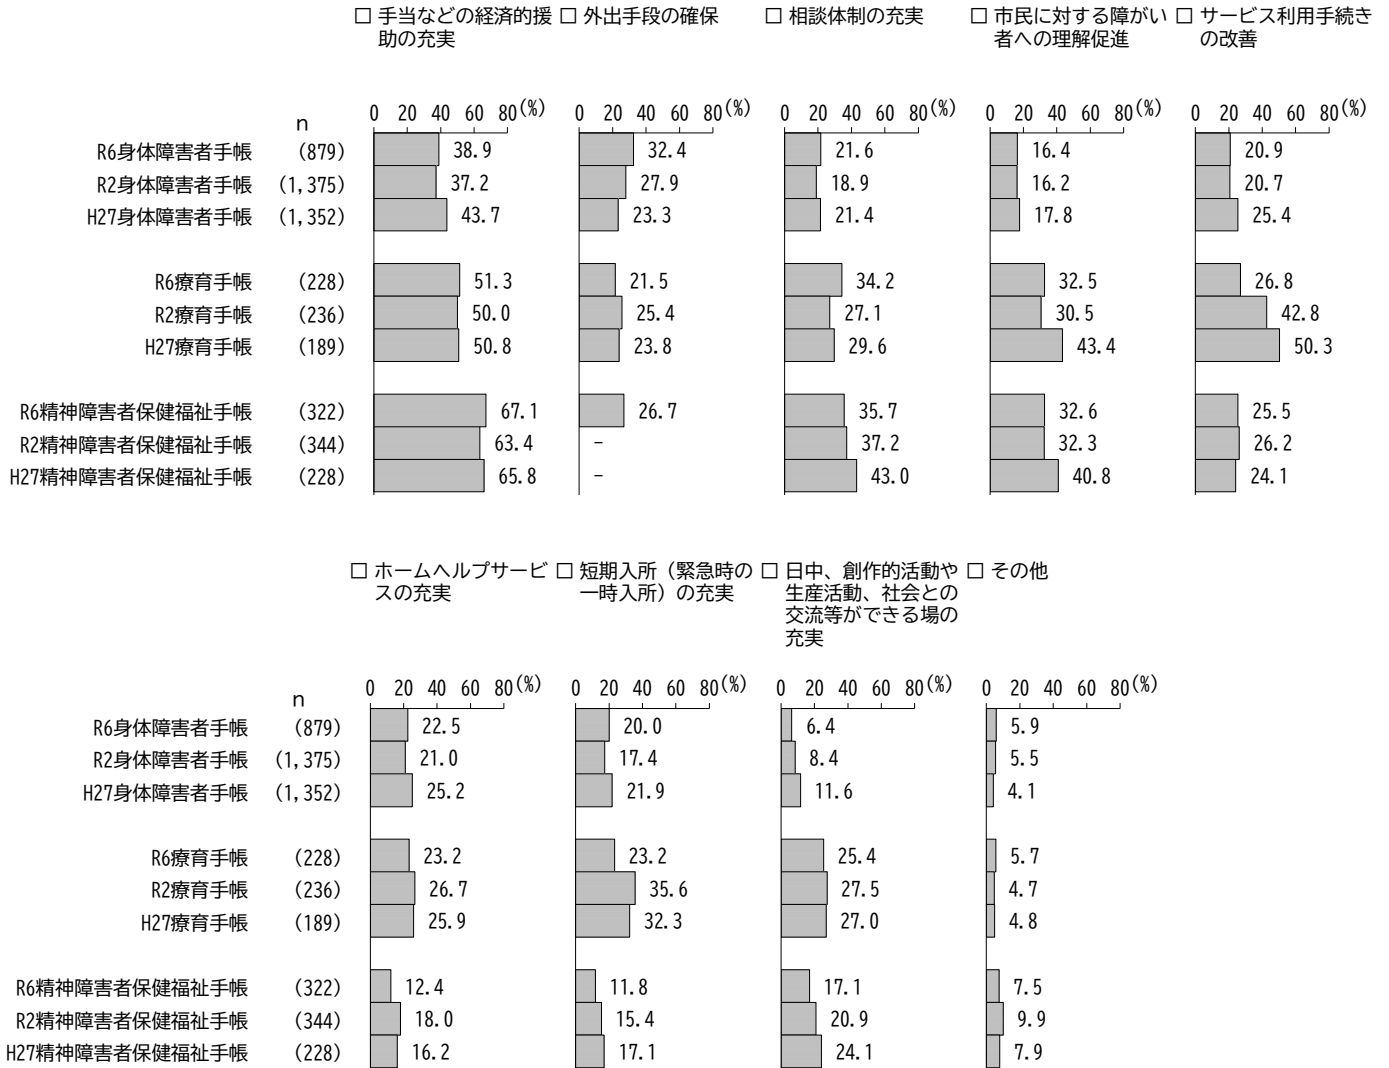 □ 手当などの経済的援 □ 外出手段の確保 □ 相談体制の充実 □ 市民に対する障がい □ サービス利用手続き
助の充実 者への理解促進 の改善
0 20 40 60 80(%) 0 20 40 60 80(%) 0 20 40 60 80(%) 0 20 40 60 80(%) 0 20 40 60 80(%)
n
R6身体障害者手帳 (879) 38.9 32.4 21.6 16.4 20.9
R2身体障害者手帳 (1,375) 37.2 27.9 18.9 16.2 20.7
H27身体障害者手帳 (1,352) 43.7 23.3 21.4 17.8 25.4
R6療育手帳 (228) 51.3 21.5 34.2 32.5 26.8
R2療育手帳 (236) 50.0 25.4 27.1 30.5 42.8
H27療育手帳 (189) 50.8 23.8 29.6 43.4 50.3
R6精神障害者保健福祉手帳 (322) 67.1 26.7 35.7 32.6 25.5
R2精神障害者保健福祉手帳 (344) 63.4 － 37.2 32.3 26.2
H27精神障害者保健福祉手帳 (228) 65.8 － 43.0 40.8 24.1
□ ホームヘルプサービ □ 短期入所（緊急時の □ 日中、創作的活動や □ その他
スの充実 一時入所）の充実 生産活動、社会との
交流等ができる場の
充実
0 20 40 60 80(%) 0 20 40 60 80(%) 0 20 40 60 80(%) 0 20 40 60 80(%)
n
R6身体障害者手帳 (879) 22.5 20.0 6.4 5.9
R2身体障害者手帳 (1,375) 21.0 17.4 8.4 5.5
H27身体障害者手帳 (1,352) 25.2 21.9 11.6 4.1
R6療育手帳 (228) 23.2 23.2 25.4 5.7
R2療育手帳 (236) 26.7 35.6 27.5 4.7
H27療育手帳 (189) 25.9 32.3 27.0 4.8
R6精神障害者保健福祉手帳 (322) 12.4 11.8 17.1 7.5
R2精神障害者保健福祉手帳 (344) 18.0 15.4 20.9 9.9
H27精神障害者保健福祉手帳 (228) 16.2 17.1 24.1 7.9